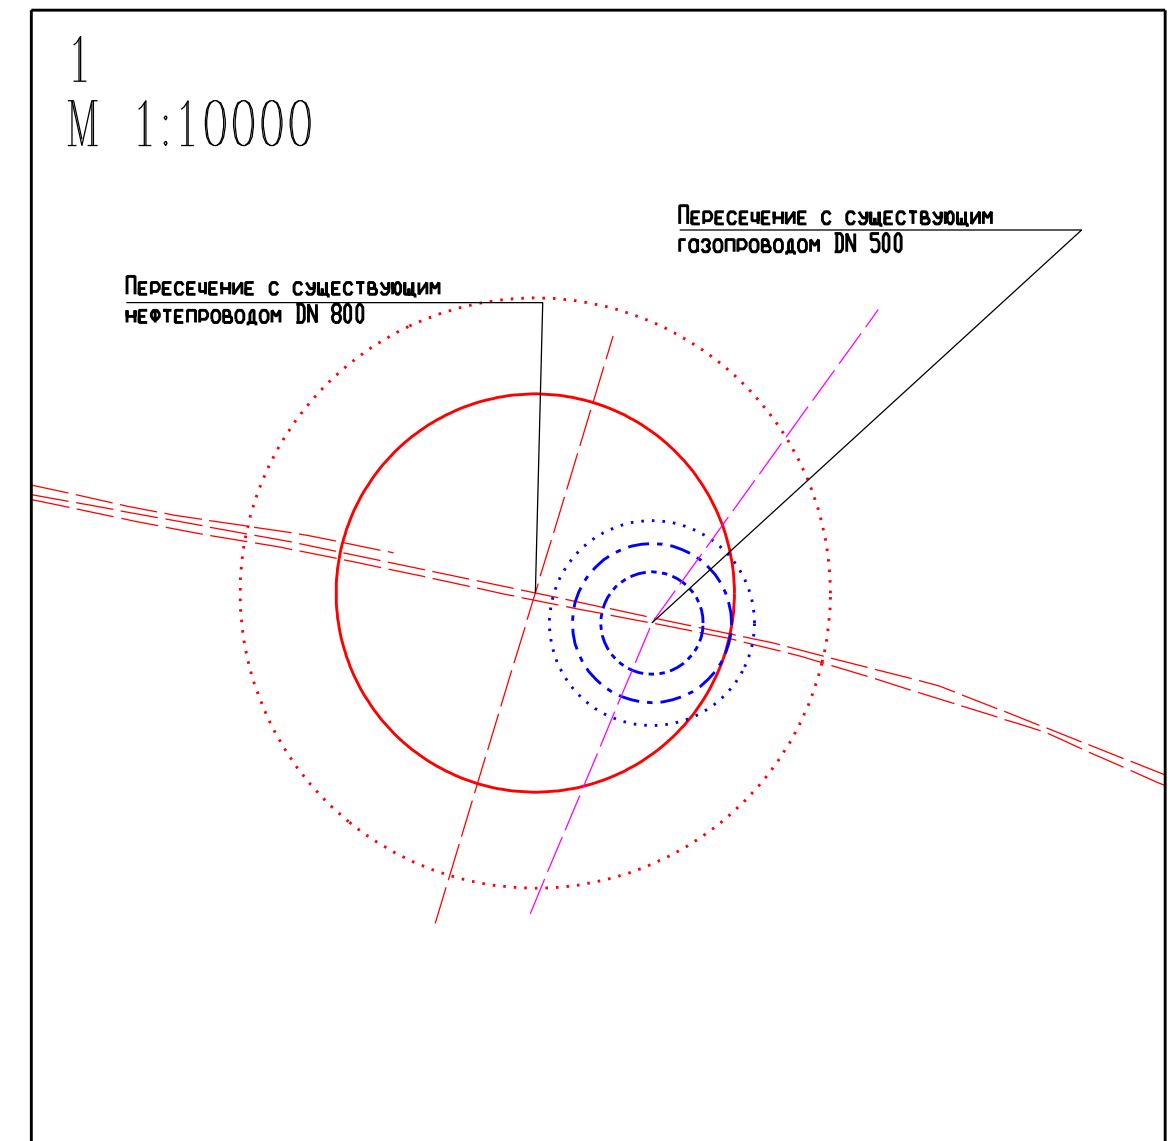 1
М 1:10000
Пересечение с существующим
газопроводом DN 500
Пересечение с существующим
нефтепроводом DN 800